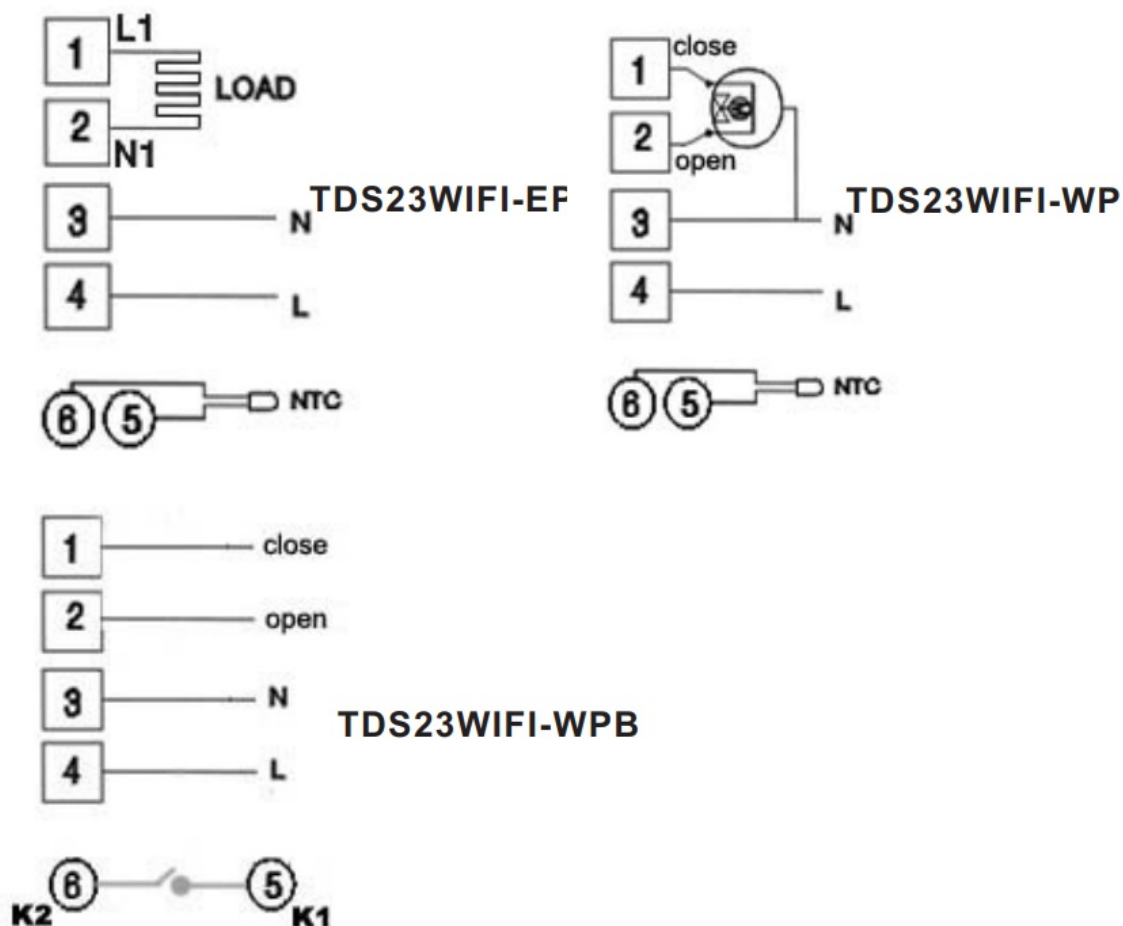 1 L1
LOAD
2 N1
3 N
4 L
TDS23WIFI-EP
6 5 NTC
1 close
2 open
3 N
4 L
TDS23WIFI-WP
6 5 NTC
1 close
2 open
3 N
4 L
TDS23WIFI-WPB
6 5
K2 K1